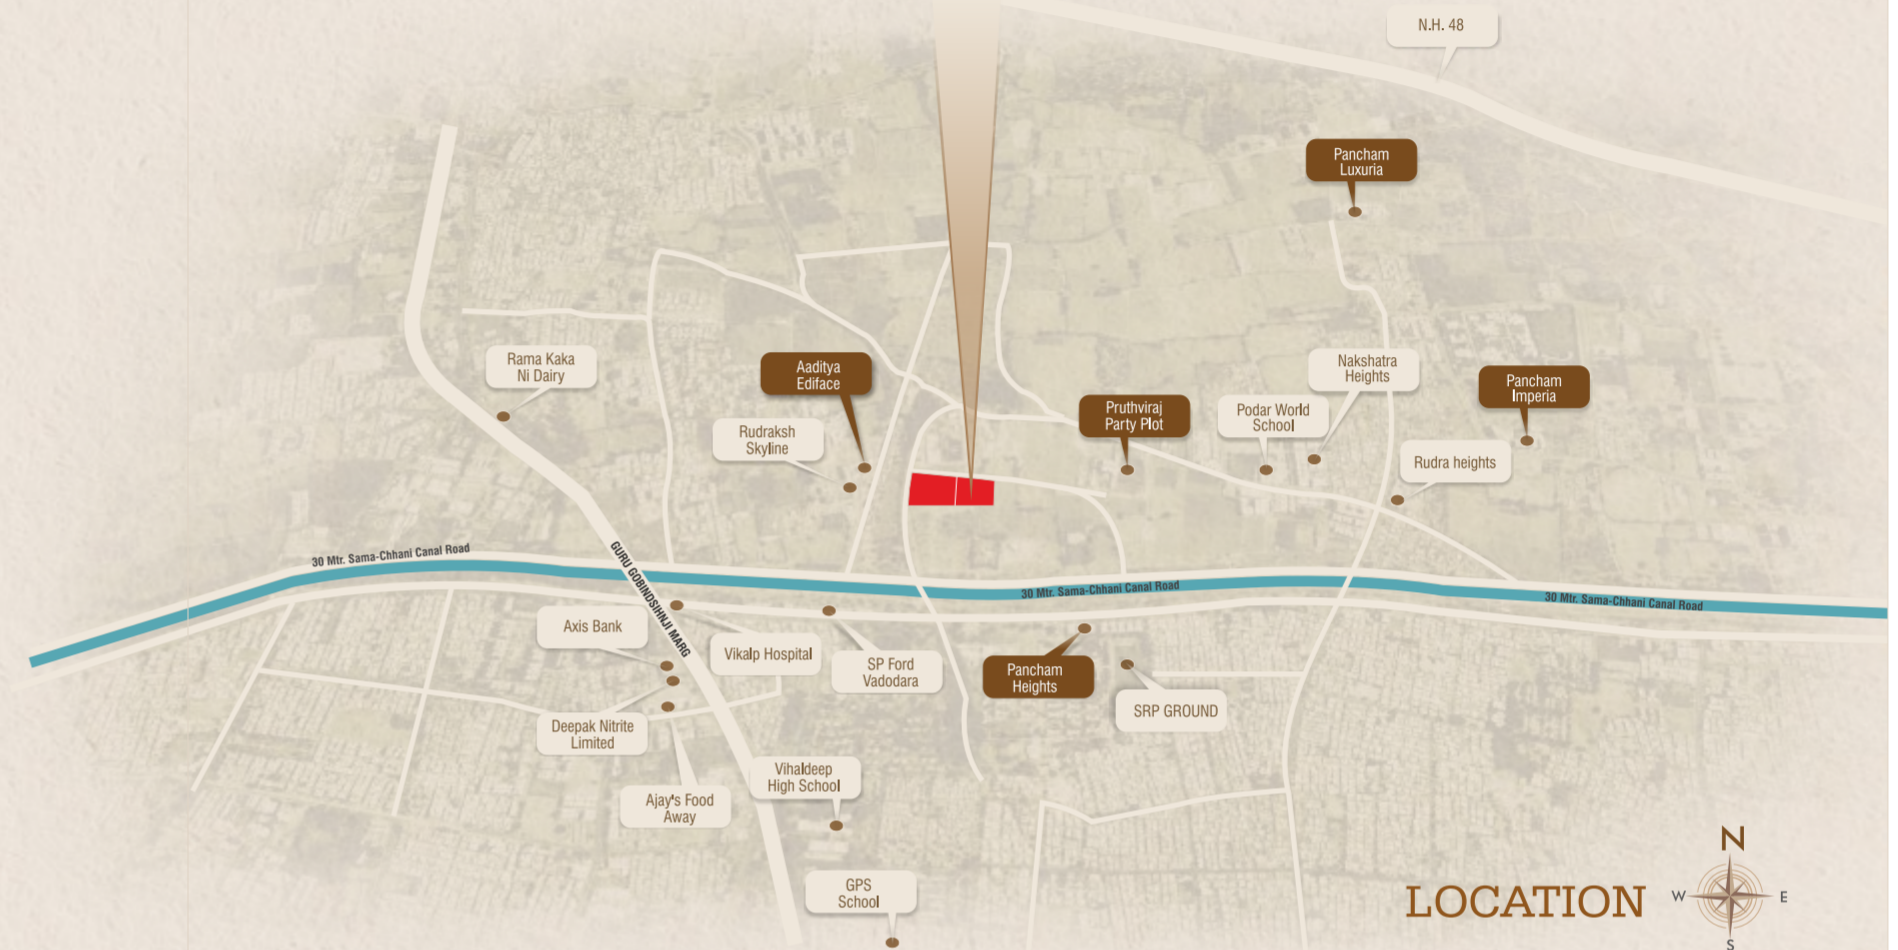 N.H. 48
Pancham
Luxuria
Rama Kaka
Ni Dairy
Aaditya
Ediface
Nakshatra
Heights
Pancham
Imperia
Pruthviraj
Party Plot
Podar World
School
Rudraksh
Skyline
Rudra heights
30 Mtr. Sama-Chhani Canal Road
GURU GOBINDSIHNJI MARG
30 Mtr. Sama-Chhani Canal Road
30 Mtr. Sama-Chhani Canal Road
Axis Bank
Vikalp Hospital
SP Ford
Vadodara
Pancham
Heights
SRP GROUND
Deepak Nitrite
Limited
Vihaldeep
High School
Ajay's Food
Away
GPS
School
LOCATION
N
W
E
S